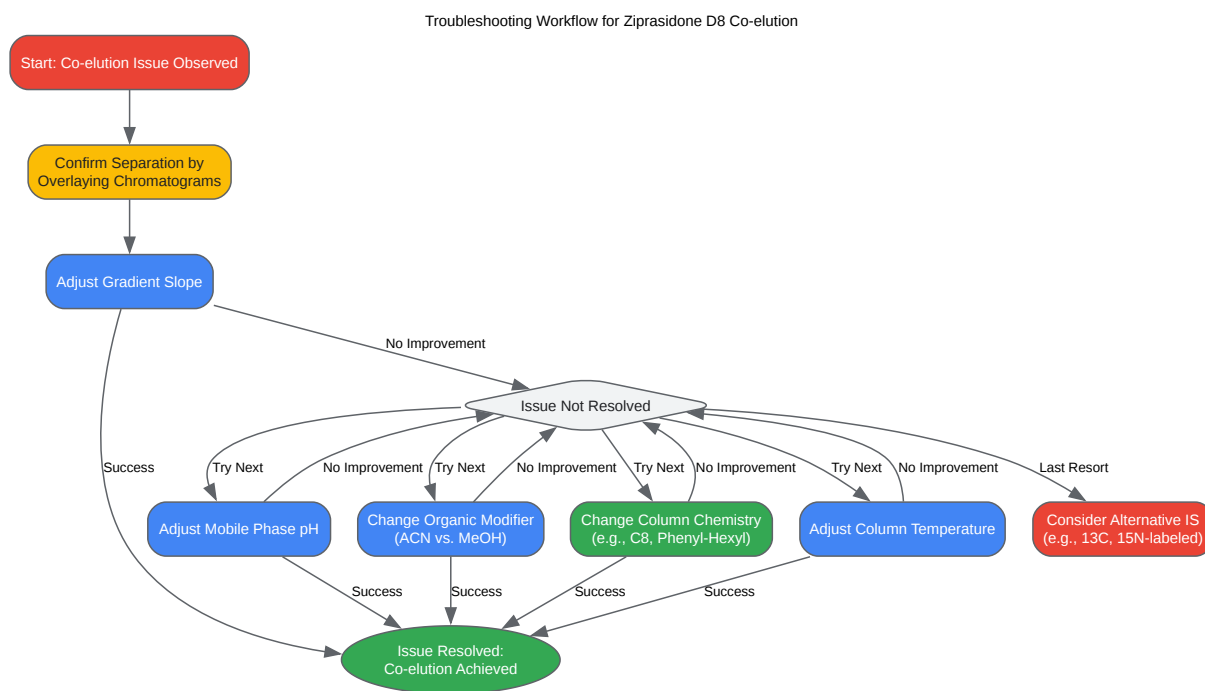 Troubleshooting Workflow for Ziprasidone D8 Co-elution
Start: Co-elution Issue Observed
Confirm Separation by
Overlaying Chromatograms
Adjust Gradient Slope
No Improvement
Issue Not Resolved
Success
Try Next
No Improvement
Try Next
No Improvement
Try Next
No Improvement
Try Next
No Improvement
Last Resort
Adjust Mobile Phase pH
Change Organic Modifier
(ACN vs. MeOH)
Change Column Chemistry
(e.g., C8, Phenyl-Hexyl)
Adjust Column Temperature
Consider Alternative IS
(e.g., 13C, 15N-labeled)
Success
Success
Success
Success
Issue Resolved:
Co-elution Achieved